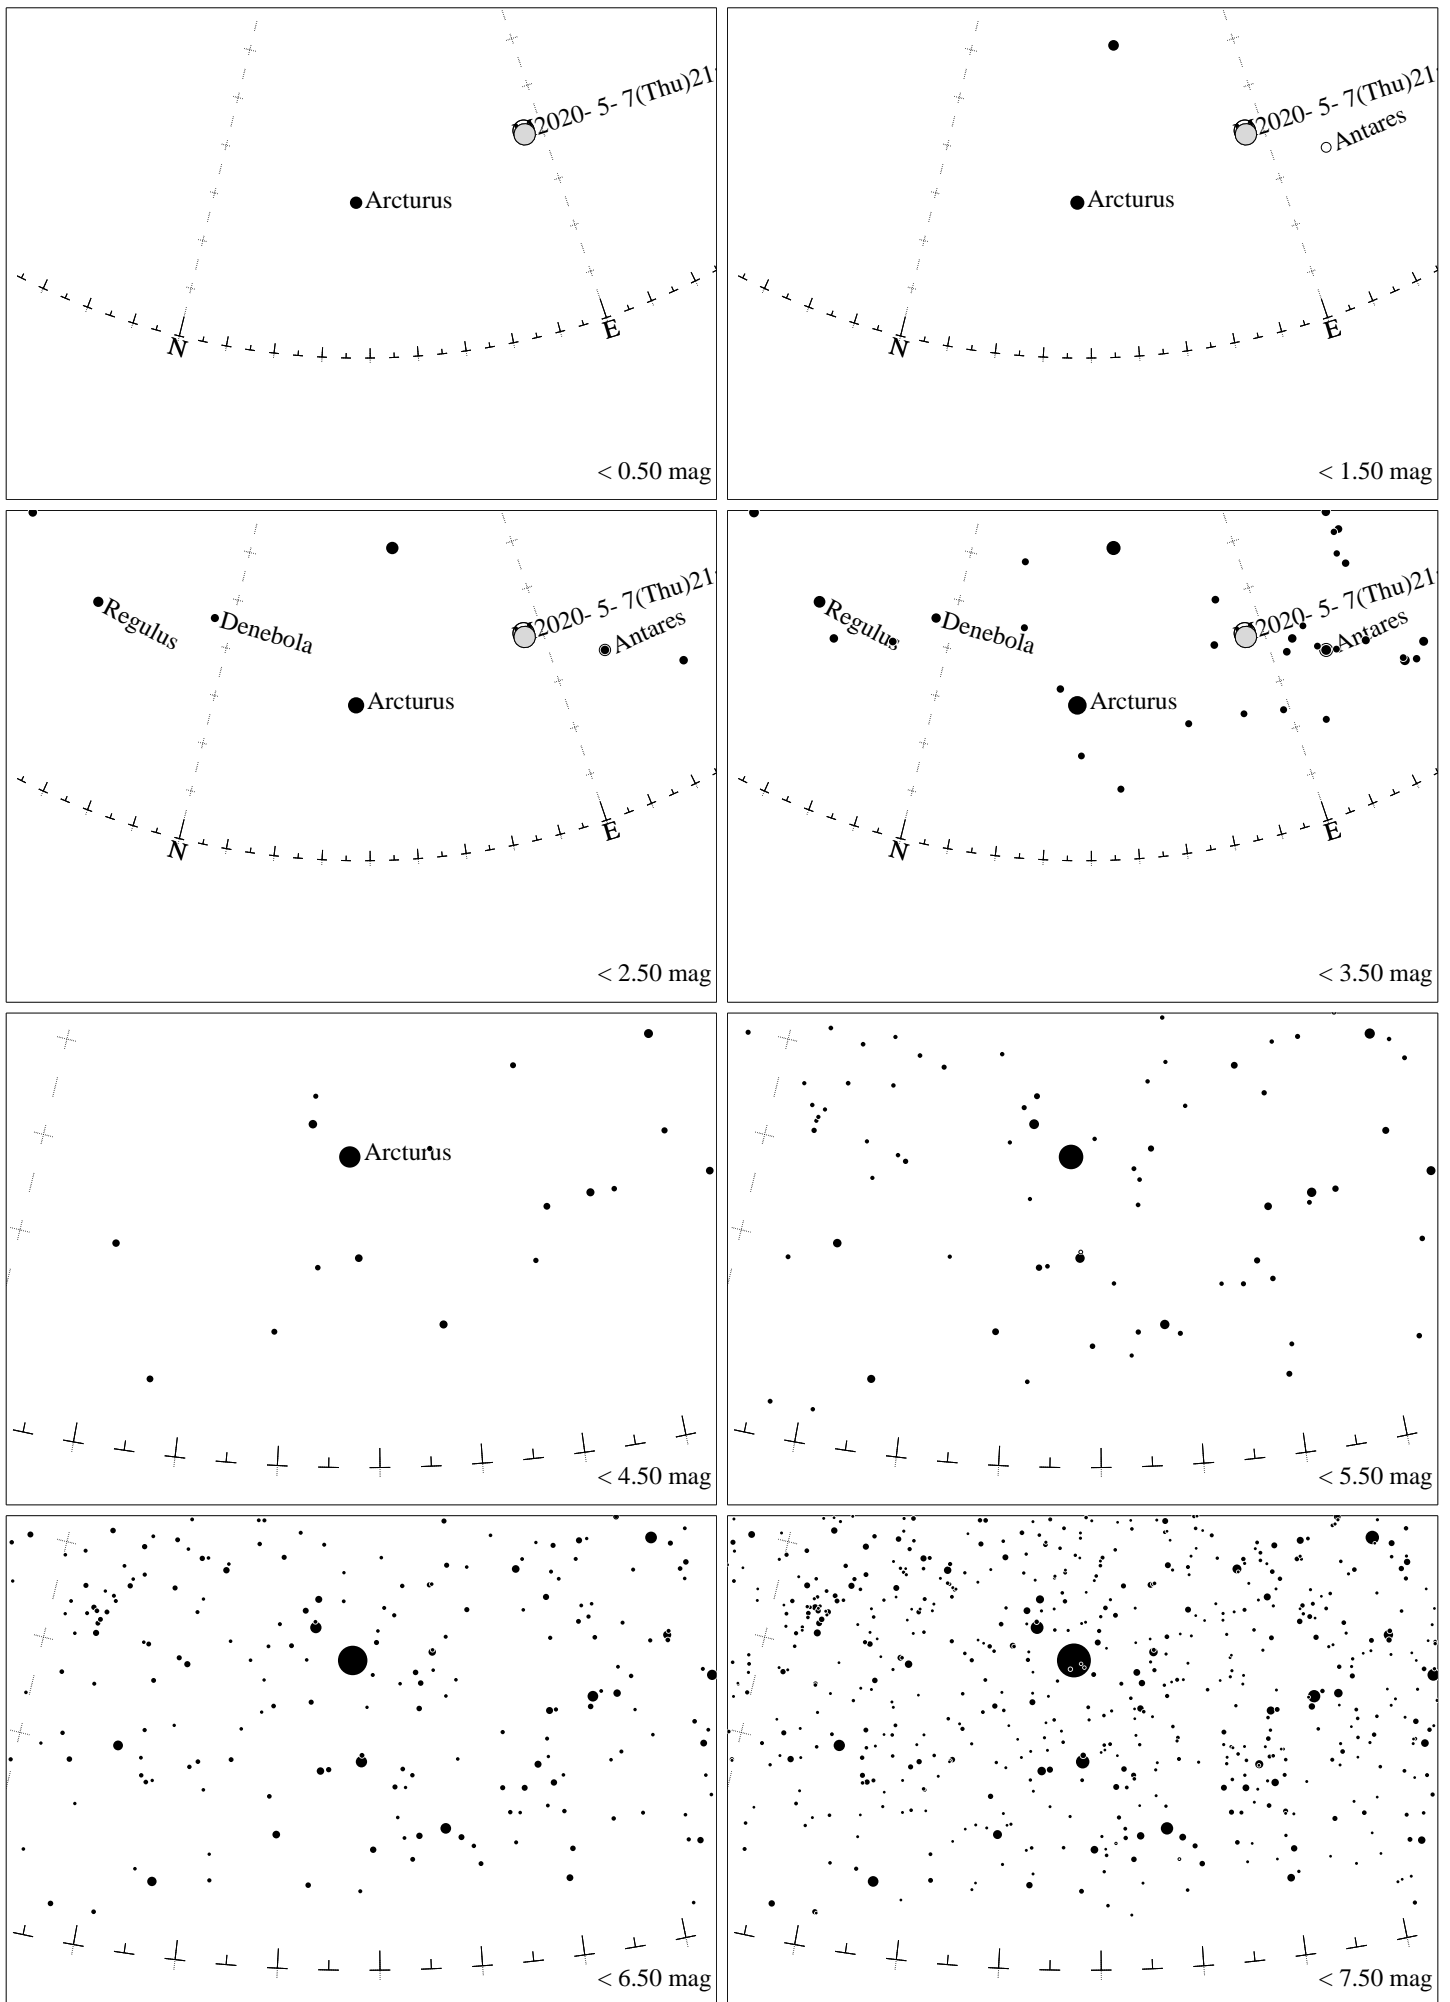 2020- 5- 7(Thu)21
Arcturus
N
E
< 0.50 mag
2020- 5- 7(Thu)21
Antares
Arcturus
N
E
< 1.50 mag
Regulus
Denebola
2020- 5- 7(Thu)21
Antares
Arcturus
N
E
< 2.50 mag
Regulus
Denebola
2020- 5- 7(Thu)21
Antares
Arcturus
N
E
< 3.50 mag
Arcturus
< 4.50 mag
< 5.50 mag
< 6.50 mag
< 7.50 mag